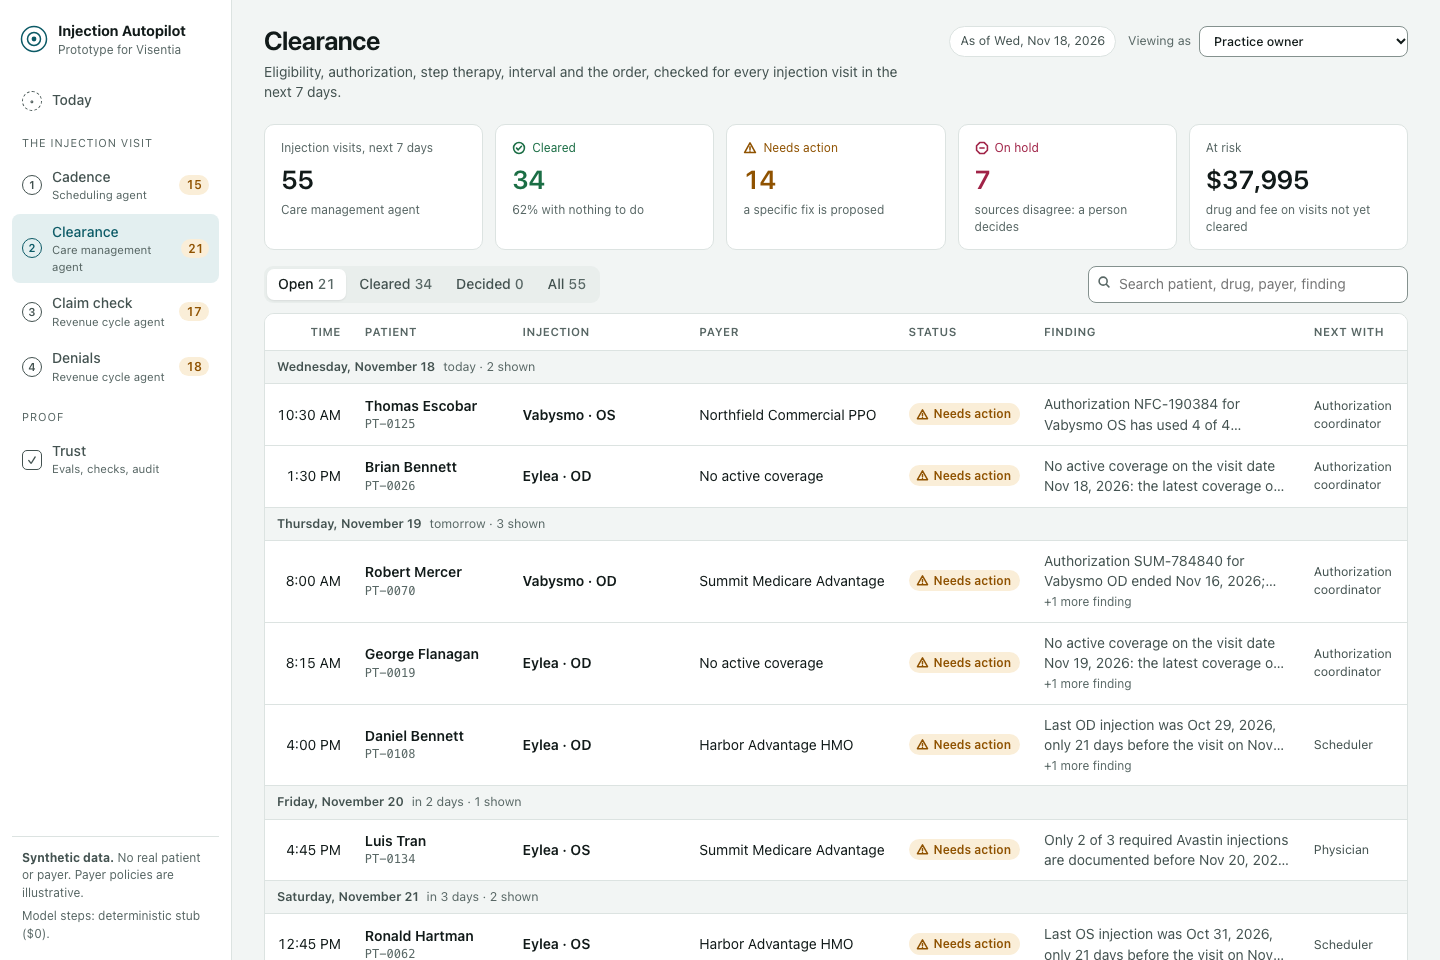 Injection Autopilot
Prototype for Visentia
Today
THE INJECTION VISIT
1 Cadence 15
Scheduling agent
2 Clearance 21
Care management
agent
3 Claim check 17
Revenue cycle agent
4 Denials 18
Revenue cycle agent
PROOF
Trust
Evals, checks, audit
Synthetic data. No real patient
or payer. Payer policies are
illustrative.
Model steps: deterministic stub
($0).
Clearance
As of Wed, Nov 18, 2026
Viewing as
Practice owner
Eligibility, authorization, step therapy, interval and the order, checked for every injection visit in the
next 7 days.
Injection visits, next 7 days
55
Care management agent
Cleared
34
62% with nothing to do
Needs action
14
a specific fix is proposed
On hold
7
sources disagree: a person
decides
At risk
$37,995
drug and fee on visits not yet
cleared
Open 21 Cleared 34 Decided 0 All 55
Search patient, drug, payer, finding
TIME PATIENT INJECTION PAYER STATUS FINDING NEXT WITH
Wednesday, November 18 today · 2 shown
10:30 AM
Thomas Escobar
PT-0125
Vabysmo · OS
Northfield Commercial PPO
Needs action
Authorization NFC-190384 for
Vabysmo OS has used 4 of 4…
Authorization
coordinator
1:30 PM
Brian Bennett
PT-0026
Eylea · OD
No active coverage
Needs action
No active coverage on the visit date
Nov 18, 2026: the latest coverage o…
Authorization
coordinator
Thursday, November 19 tomorrow · 3 shown
8:00 AM
Robert Mercer
PT-0070
Vabysmo · OD
Summit Medicare Advantage
Needs action
Authorization SUM-784840 for
Vabysmo OD ended Nov 16, 2026;…
+1 more finding
Authorization
coordinator
8:15 AM
George Flanagan
PT-0019
Eylea · OD
No active coverage
Needs action
No active coverage on the visit date
Nov 19, 2026: the latest coverage o…
+1 more finding
Authorization
coordinator
4:00 PM
Daniel Bennett
PT-0108
Eylea · OD
Harbor Advantage HMO
Needs action
Last OD injection was Oct 29, 2026,
only 21 days before the visit on Nov…
+1 more finding
Scheduler
Friday, November 20 in 2 days · 1 shown
4:45 PM
Luis Tran
PT-0134
Eylea · OS
Summit Medicare Advantage
Needs action
Only 2 of 3 required Avastin injections
are documented before Nov 20, 202…
Physician
Saturday, November 21 in 3 days · 2 shown
12:45 PM
Ronald Hartman
PT-0062
Eylea · OS
Harbor Advantage HMO
Needs action
Last OS injection was Oct 31, 2026,
only 21 days before the visit on Nov…
Scheduler